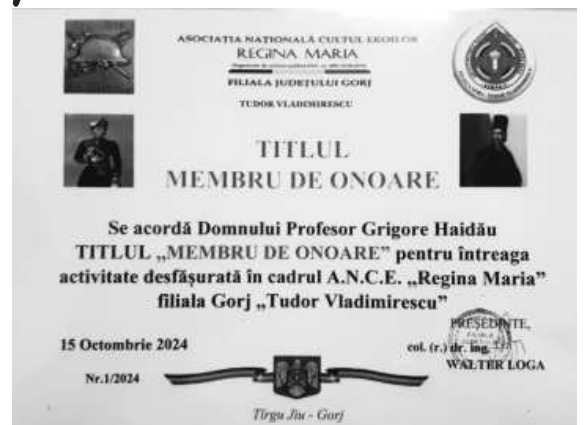 ASOCIAȚIA NAȚIONALĂ CULTUL EROILOR
REGINA MARIA
FILIALA JUDEȚULUI GORJ
TUDOR VLADIMIRESCU
TITLUL
MEMBRU DE ONOARE
Se acordă Domnului Profesor Grigore Haidău
TITLUL „MEMBRU DE ONOARE” pentru întreaga
activitate desfășurată în cadrul A.N.C.E. „Regina Maria”
filiala Gorj „Tudor Vladimirescu”
PREȘEDINTE,
15 Octombrie 2024
col. (r.) dr. ing.
WALTER LOGA
Nr.1/2024
Tîrgu Jiu - Gorj